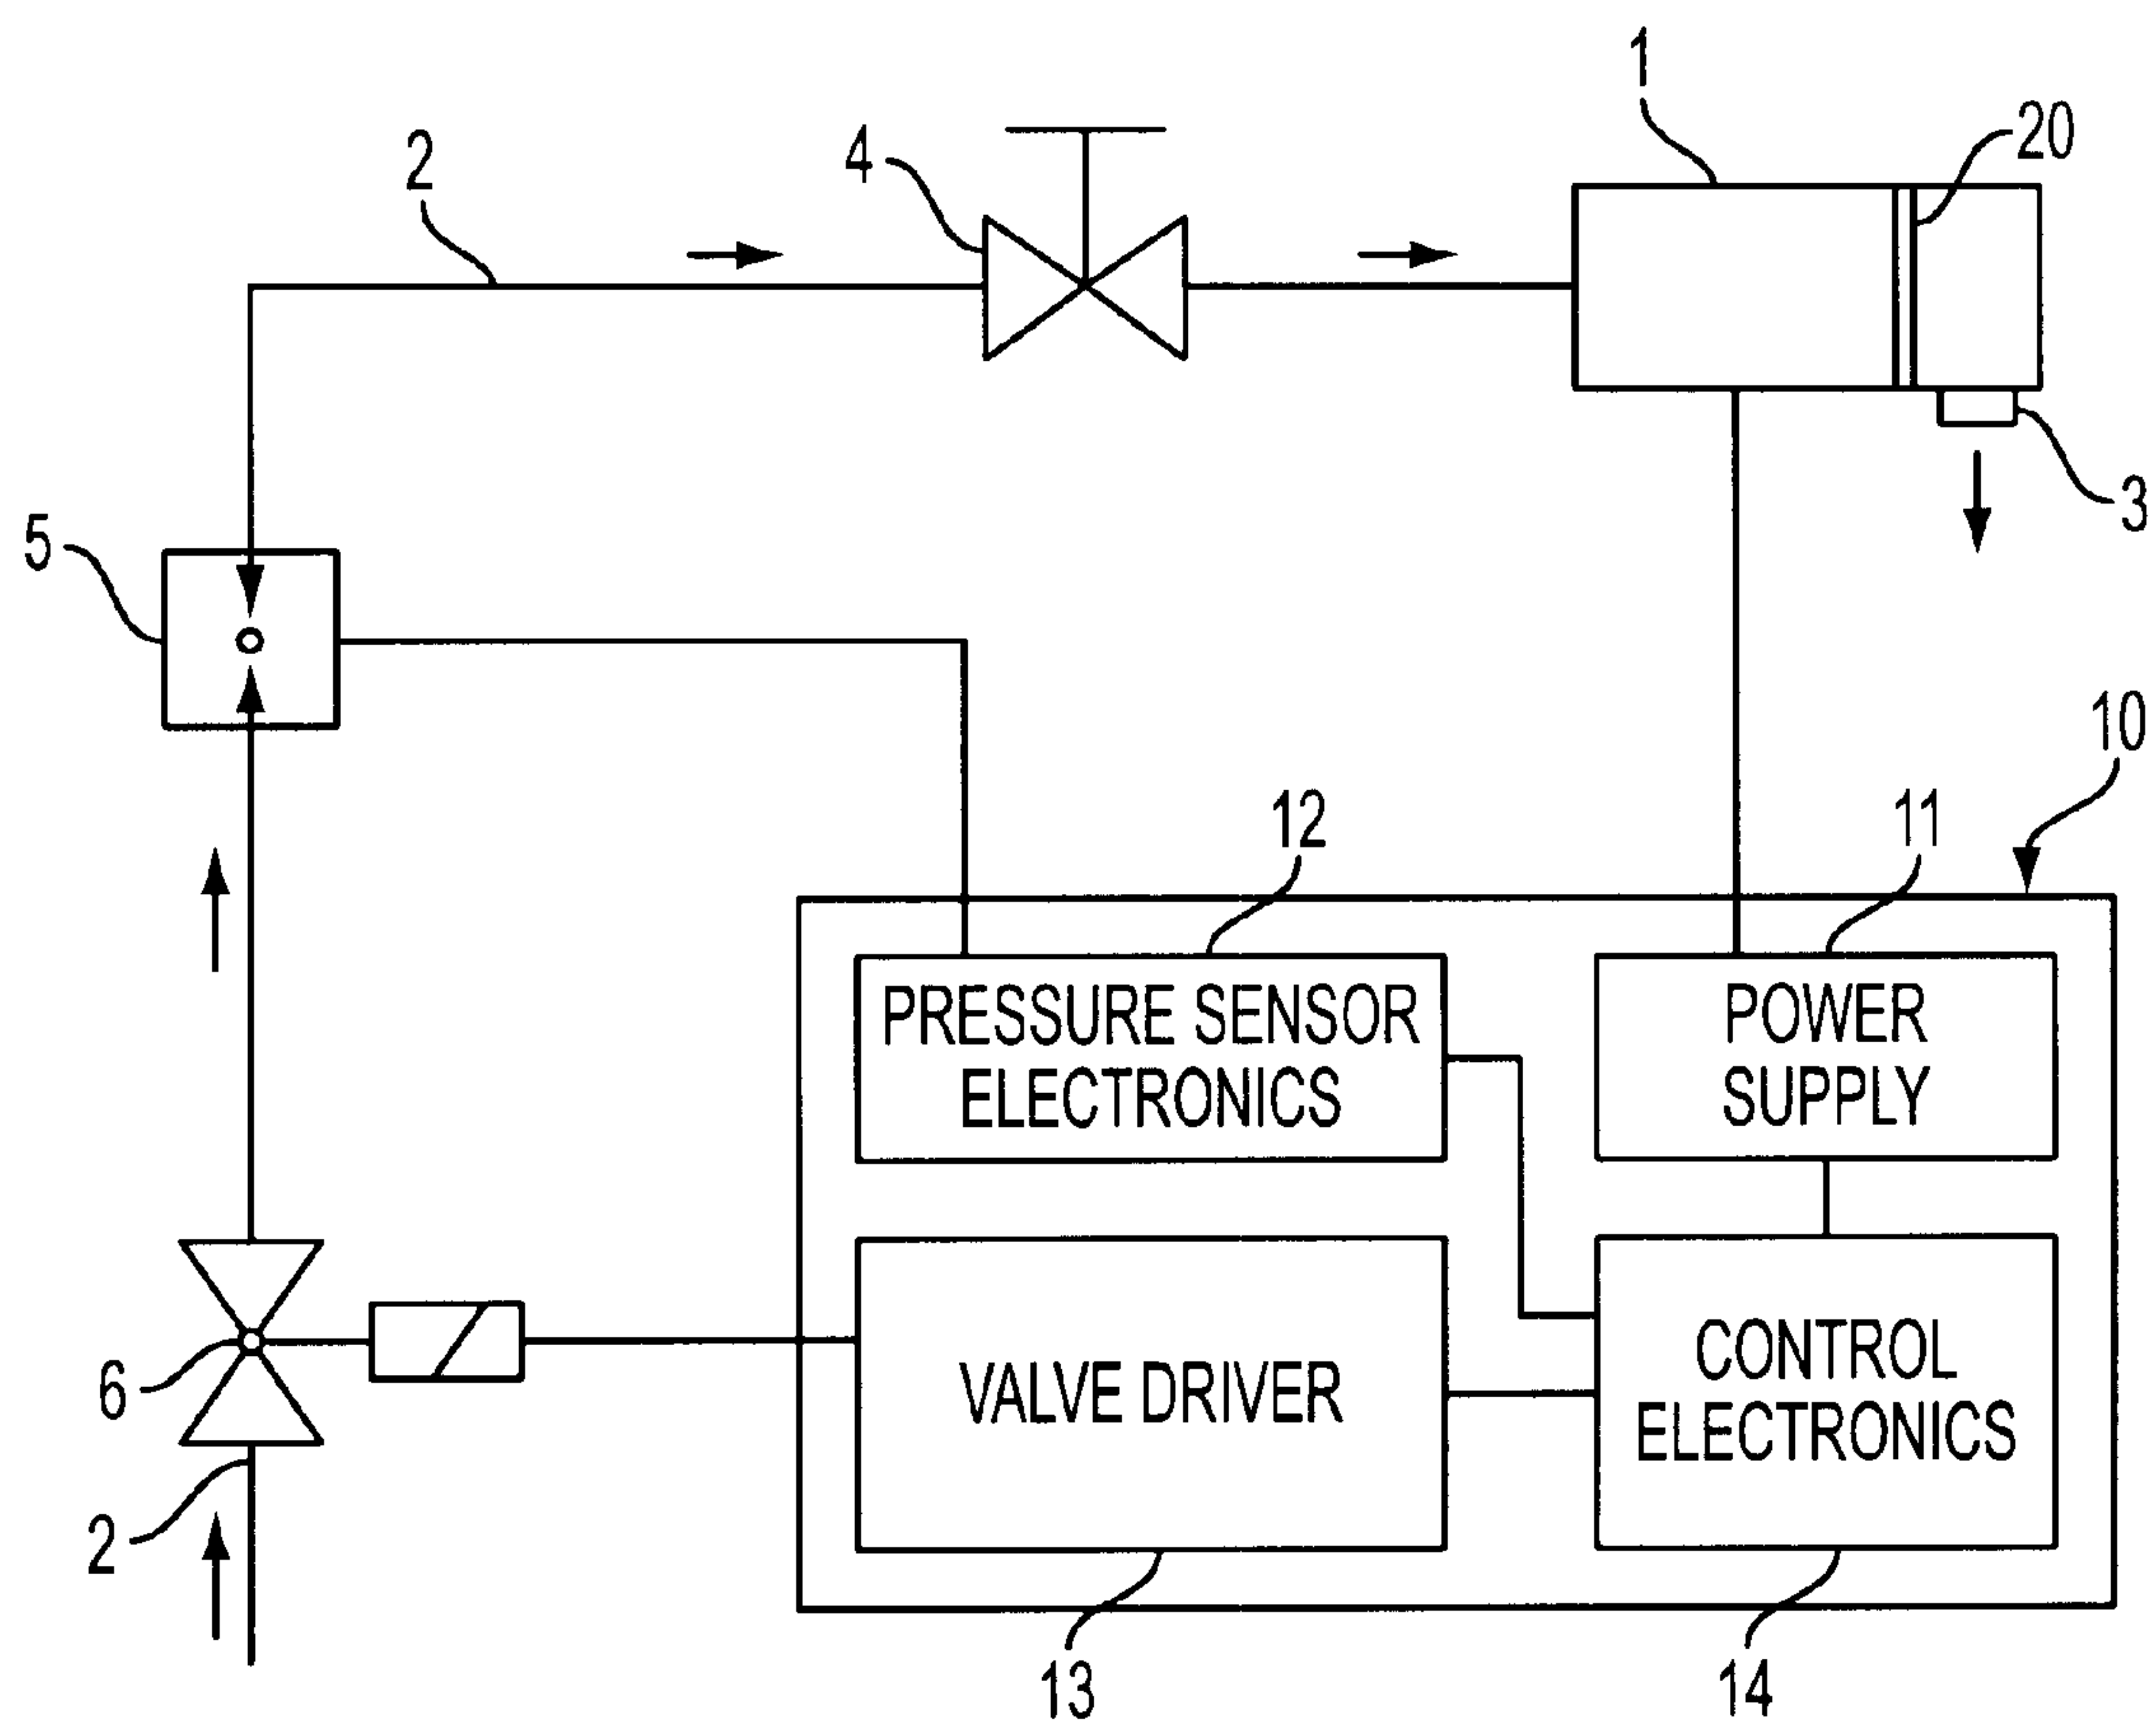 1
20
2
4
3
5
10
12
11
PRESSURE SENSOR
ELECTRONICS
POWER
SUPPLY
VALVE DRIVER
CONTROL
ELECTRONICS
6
2
13
14